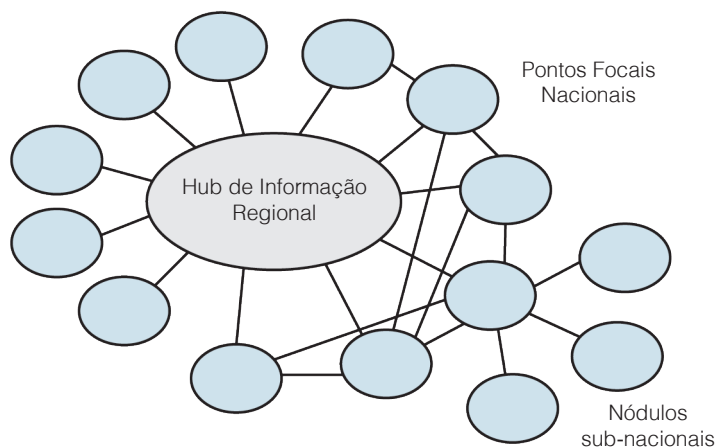 Pontos Focais
Nacionais
Hub de Informação
Regional
Nódulos
sub-nacionais